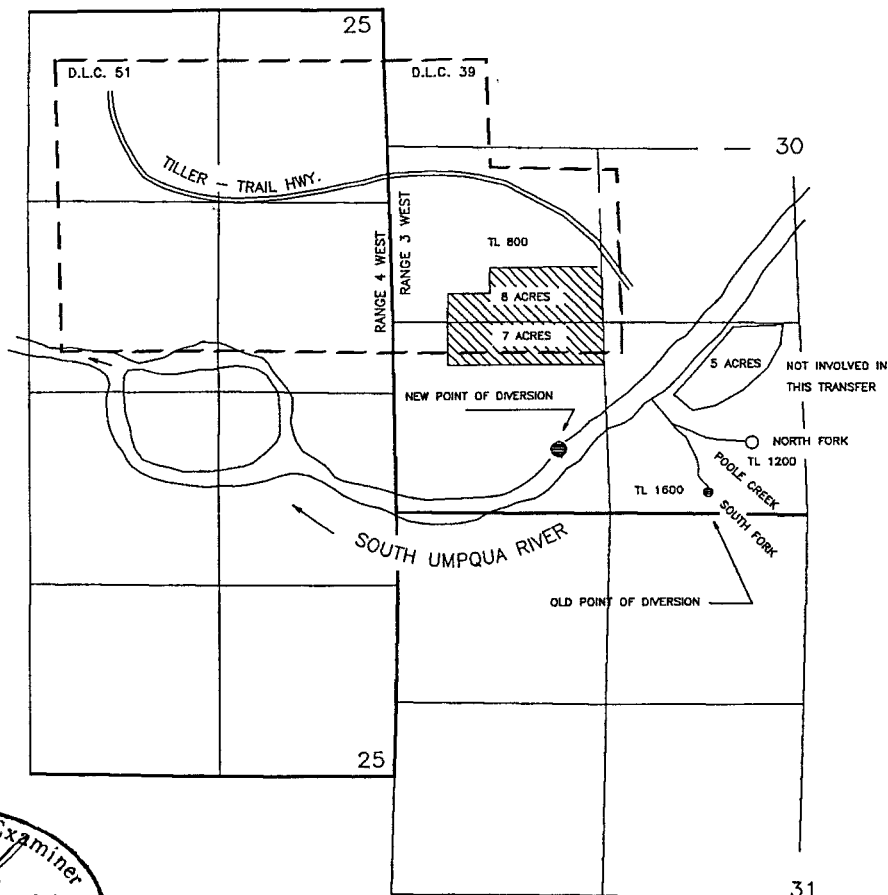 25
D.L.C. 51
D.L.C. 39
30
TILLER - TRAIL HWY.
RANGE 4 WEST
RANGE 3 WEST
TL 800
8 ACRES
7 ACRES
5 ACRES
NOT INVOLVED IN
THIS TRANSFER
NEW POINT OF DIVERSION
NORTH FORK
TL 1200
POOLE CREEK
TL 1600
SOUTH FORK
SOUTH UMPQUA RIVER
OLD POINT OF DIVERSION
25
Examiner
31